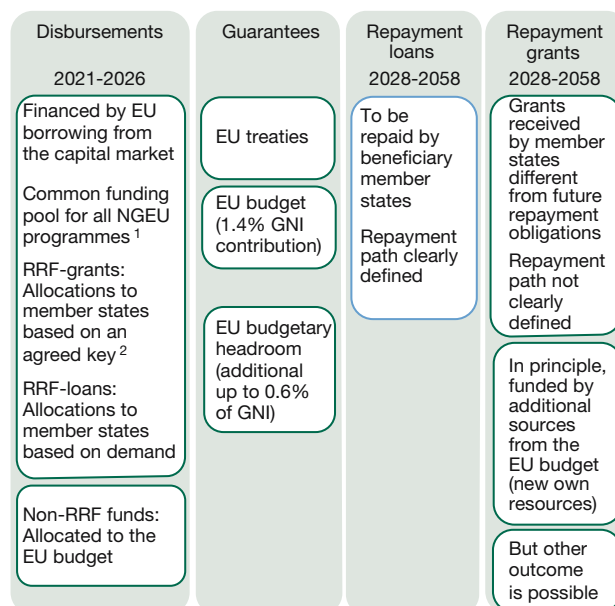 Disbursements
2021-2026
Financed by EU
borrowing from
the capital market
Common funding
pool for all NGEU
programmes 1
RRF-grants:
Allocations to
member states
based on an
agreed key 2
RRF-loans:
Allocations to
member states
based on demand
Non-RRF funds:
Allocated to the
EU budget
Guarantees
EU treaties
EU budget
(1.4% GNI
contribution)
EU budgetary
headroom
(additional
up to 0.6%
of GNI)
Repayment
loans
2028-2058
To be
repaid by
beneficiary
member
states
Repayment
path clearly
defined
Repayment
grants
2028-2058
Grants
received
by member
states
different
from future
repayment
obligations
Repayment
path not
clearly
defined
In principle,
funded by
additional
sources
from the
EU budget
(new own
resources)
But other
outcome
is possible